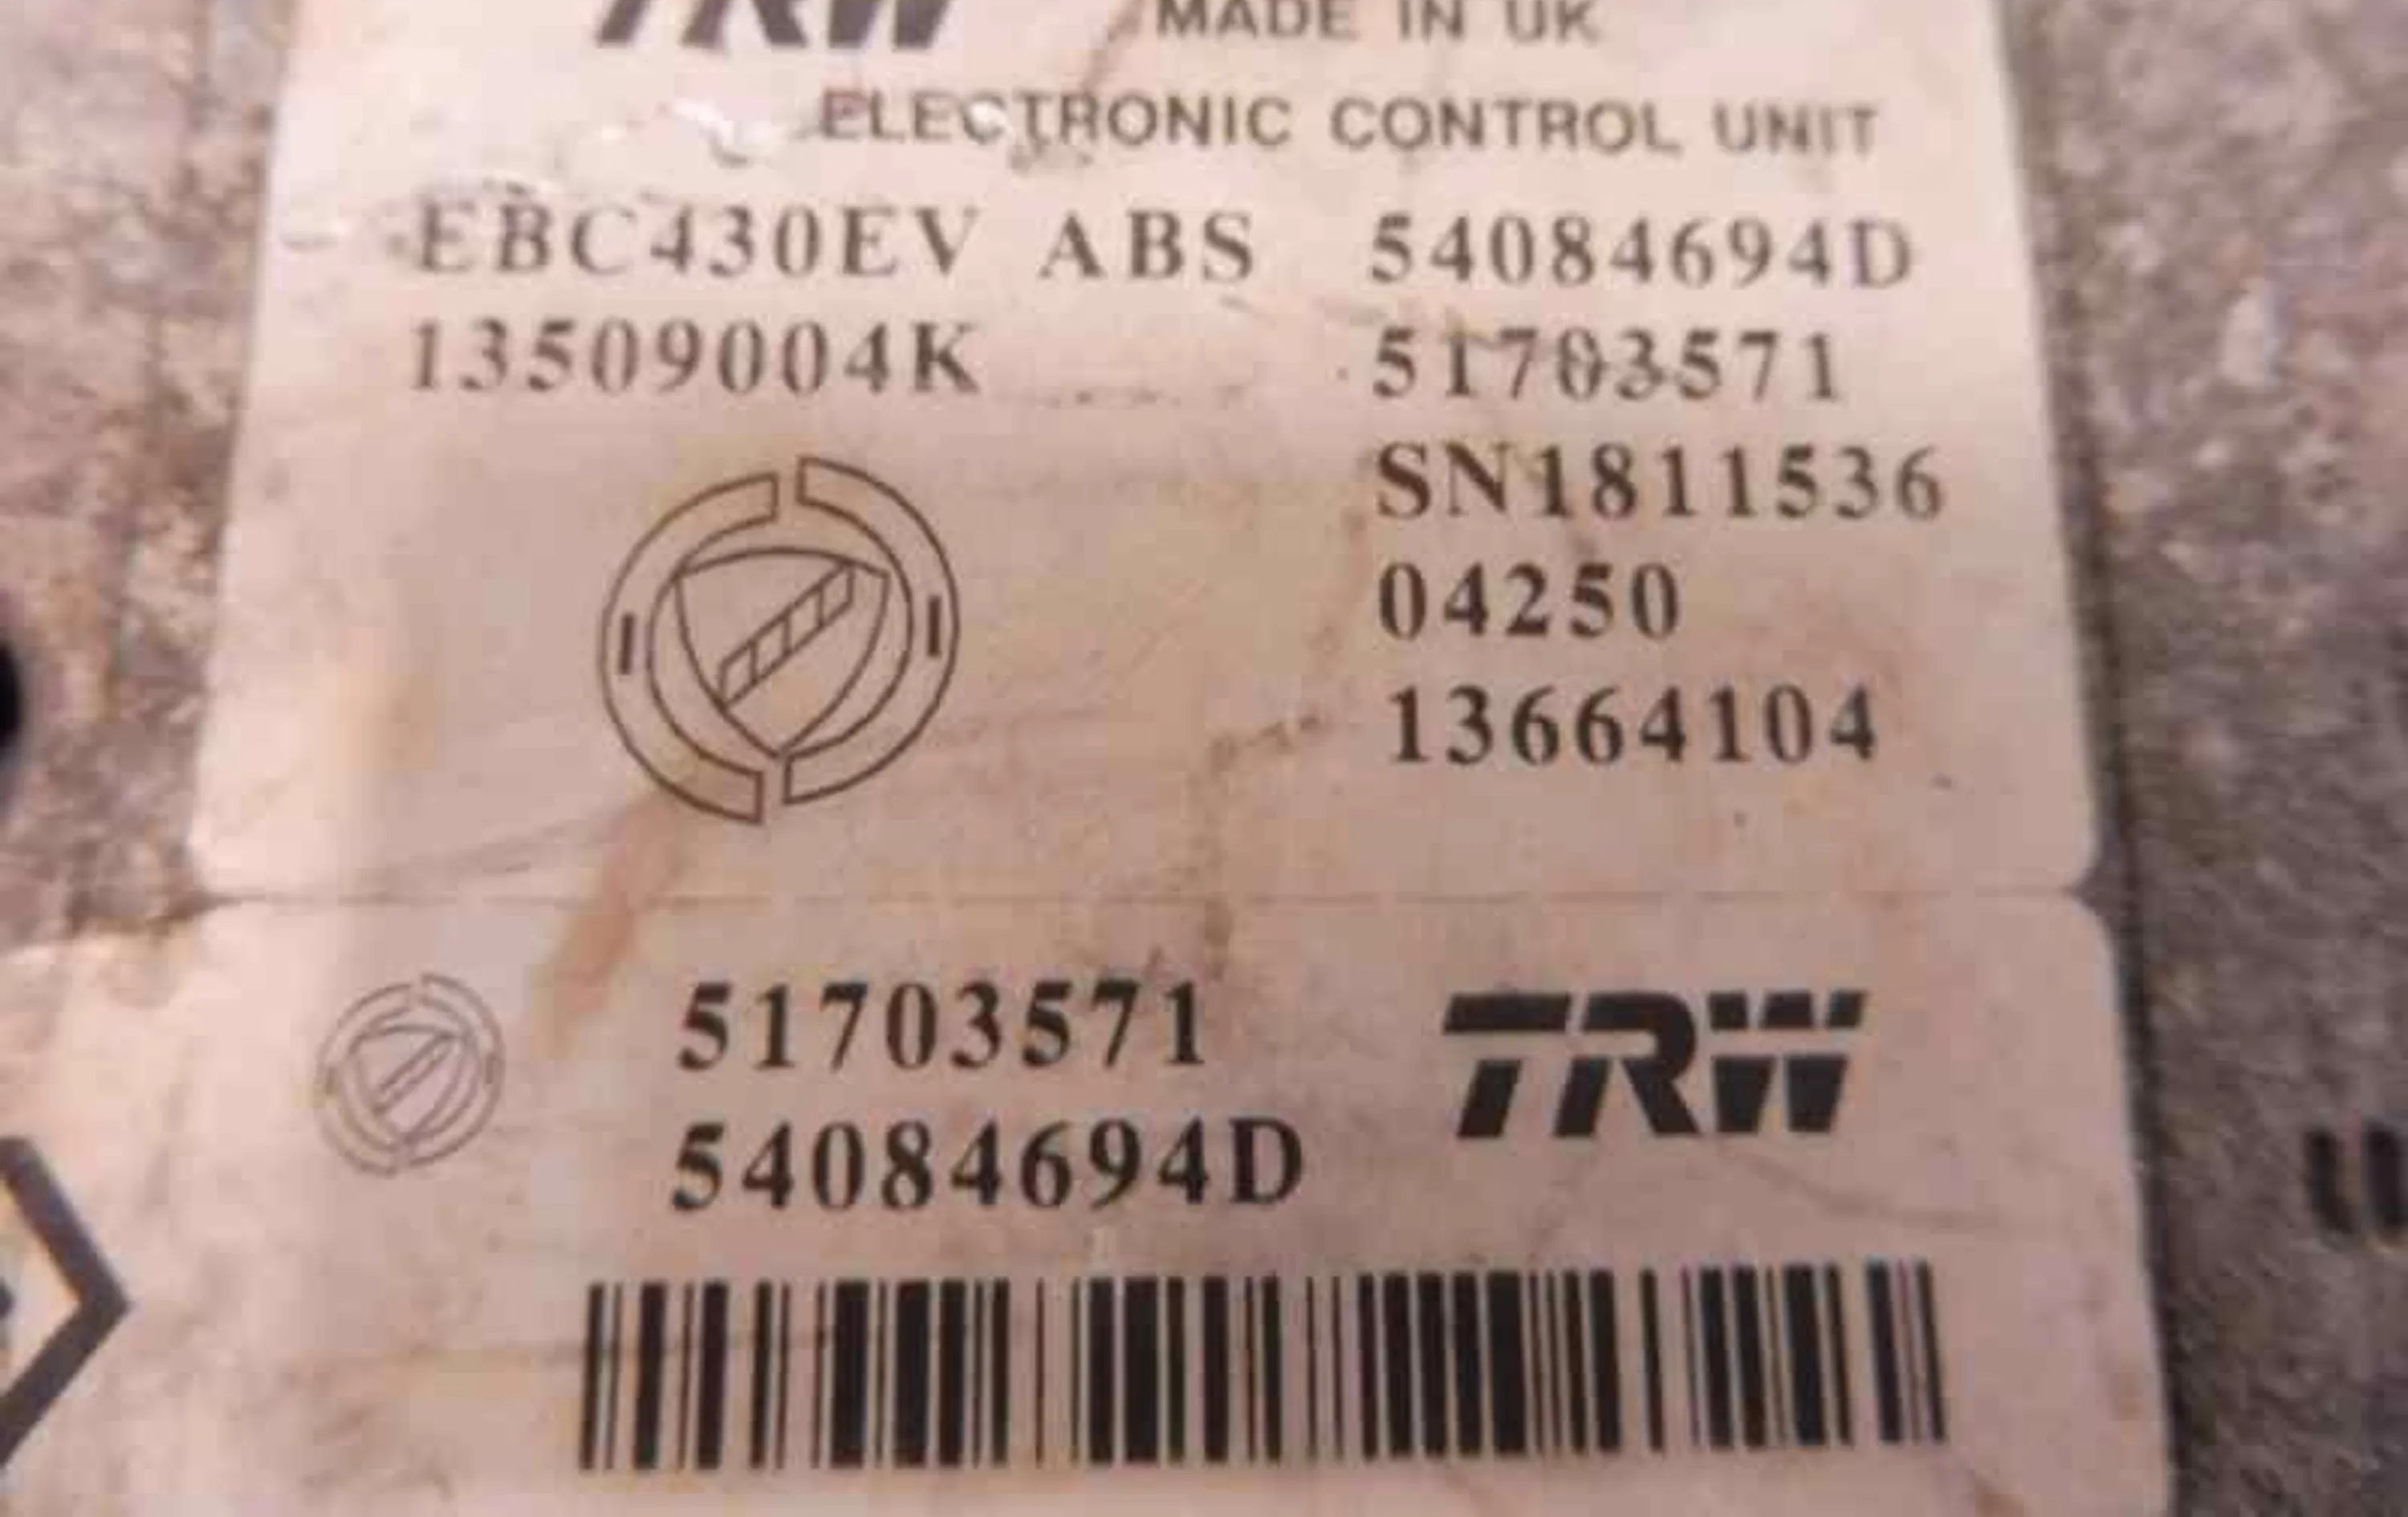 TRW MADE IN UK
ELECTRONIC CONTROL UNIT
EBC430EV ABS 54084694D
13509004K 51703571
SN1811536
04250
13664104
51703571 TRW
54084694D